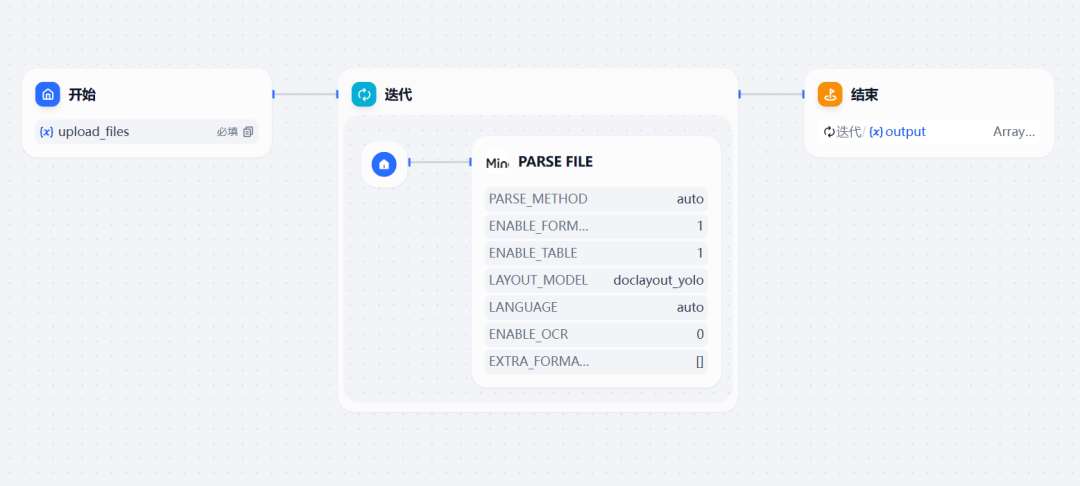 开始
{x} upload_files 必填
迭代
Min PARSE FILE
PARSE_METHOD auto
ENABLE_FORM... 1
ENABLE_TABLE 1
LAYOUT_MODEL doclayout_yolo
LANGUAGE auto
ENABLE_OCR 0
EXTRA_FORMA... []
结束
迭代/ {x} output Array...